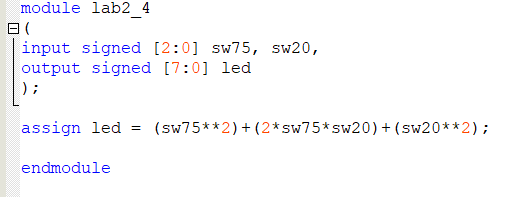 module lab2_4
(
input signed [2:0] sw75, sw20,
output signed [7:0] led
);
assign led = (sw75**2)+(2*sw75*sw20)+(sw20**2);
endmodule